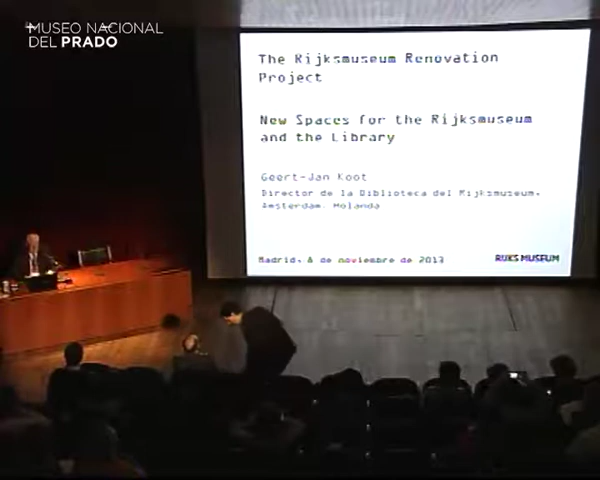 MUSEO NACIONAL
DEL PRADO
The Rijksmuseum Renovation
Project
New Spaces for the Rijksmuseum
and the Library
Geert-Jan Koot
Director de la Biblioteca del Rijksmuseum.
Amsterdam. Holanda
Madrid, 6 de noviembre de 2013
RIJKS MUSEUM